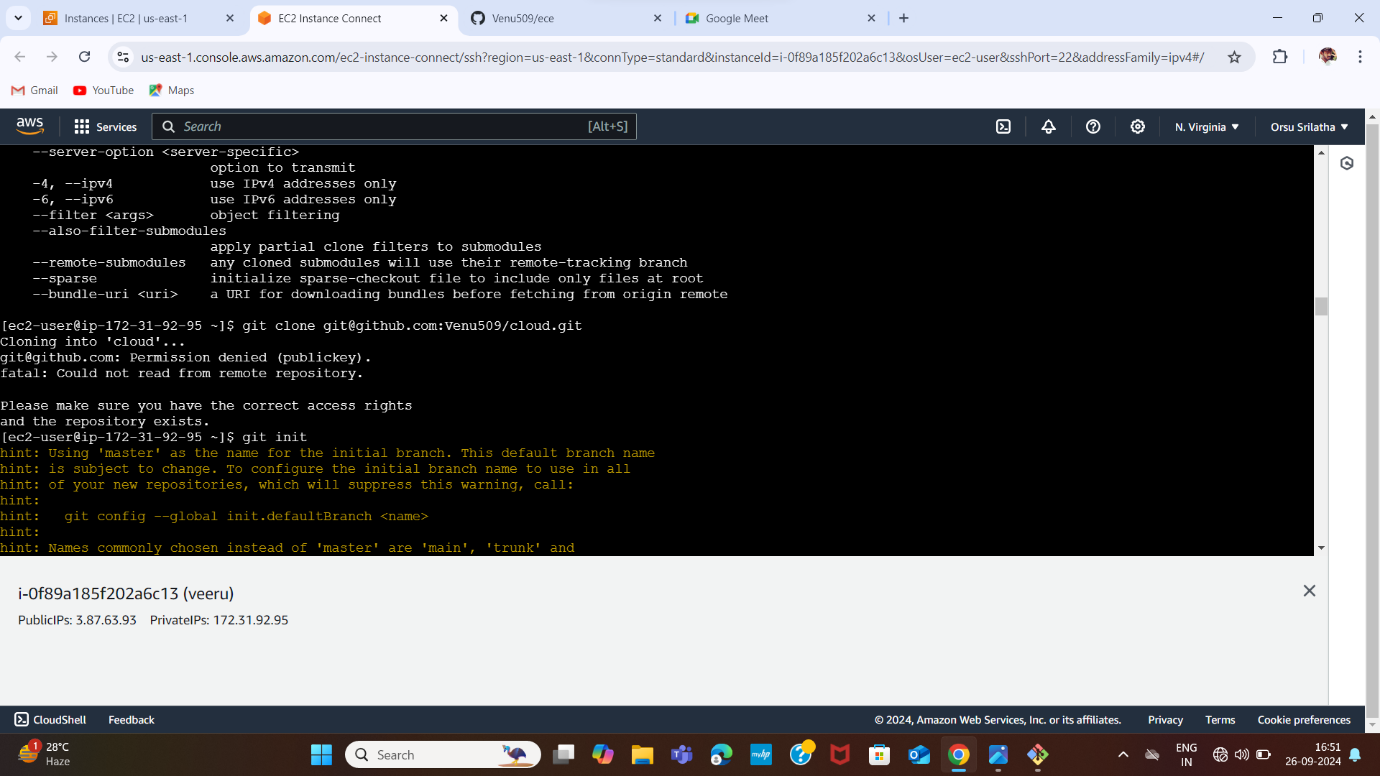 Instances | EC2 | us-east-1
EC2 Instance Connect
Venu509/ece
Google Meet
us-east-1.console.aws.amazon.com/ec2-instance-connect/ssh?region=us-east-1&connType=standard&instanceId=i-0f89a185f202a6c13&osUser=ec2-user&sshPort=22&addressFamily=ipv4#/
Gmail
YouTube
Maps
aws
Services
Search
[Alt+S]
N. Virginia
Orsu Srilatha
--server-option <server-specific>
option to transmit
-4, --ipv4 use IPv4 addresses only
-6, --ipv6 use IPv6 addresses only
--filter <args> object filtering
--also-filter-submodules
apply partial clone filters to submodules
--remote-submodules any cloned submodules will use their remote-tracking branch
--sparse initialize sparse-checkout file to include only files at root
--bundle-uri <uri> a URI for downloading bundles before fetching from origin remote
[ec2-user@ip-172-31-92-95 ~]$ git clone git@github.com:Venu509/cloud.git
Cloning into 'cloud'...
git@github.com: Permission denied (publickey).
fatal: Could not read from remote repository.
Please make sure you have the correct access rights
and the repository exists.
[ec2-user@ip-172-31-92-95 ~]$ git init
hint: Using 'master' as the name for the initial branch. This default branch name
hint: is subject to change. To configure the initial branch name to use in all
hint: of your new repositories, which will suppress this warning, call:
hint:
hint: git config --global init.defaultBranch <name>
hint:
hint: Names commonly chosen instead of 'master' are 'main', 'trunk' and
i-0f89a185f202a6c13 (veeru)
PublicIPs: 3.87.63.93 PrivateIPs: 172.31.92.95
CloudShell
Feedback
© 2024, Amazon Web Services, Inc. or its affiliates.
Privacy
Terms
Cookie preferences
1
28°C
Haze
Search
myhp
ENG
IN
16:51
26-09-2024